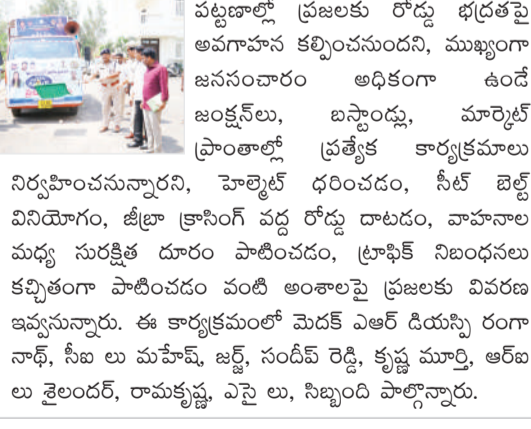 పట్టణాల్లో ప్రజలకు రోడ్డు భద్రతపై
అవగాహన కల్పించనుందని, ముఖ్యంగా
జనసంచారం అధికంగా ఉండే
జంక్షన్‌లు, బస్టాండ్లు, మార్కెట్
ప్రాంతాల్లో ప్రత్యేక కార్యక్రమాలు
నిర్వహించనున్నారని, హెల్మెట్ ధరించడం, సీట్ బెల్ట్
వినియోగం, జీబ్రా క్రాసింగ్ వద్ద రోడ్డు దాటడం, వాహనాల
మధ్య సురక్షిత దూరం పాటించడం, ట్రాఫిక్ నిబంధనలు
కచ్చితంగా పాటించడం వంటి అంశాలపై ప్రజలకు వివరణ
ఇవ్వనున్నారు. ఈ కార్యక్రమంలో మెదక్ ఎఆర్ డియస్పి రంగా
నాథ్, సీఐ లు మహేష్, జర్జ్, సందీప్ రెడ్డి, కృష్ణ మూర్తి, ఆర్ఐ
లు శైలందర్, రామకృష్ణ, ఎసై లు, సిబ్బంది పాల్గొన్నారు.